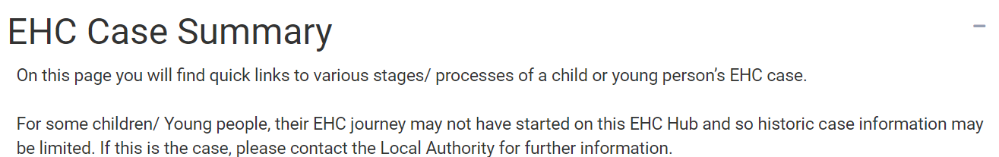 EHC Case Summary
On this page you will find quick links to various stages/ processes of a child or young person’s EHC case.
For some children/ Young people, their EHC journey may not have started on this EHC Hub and so historic case information may
be limited. If this is the case, please contact the Local Authority for further information.